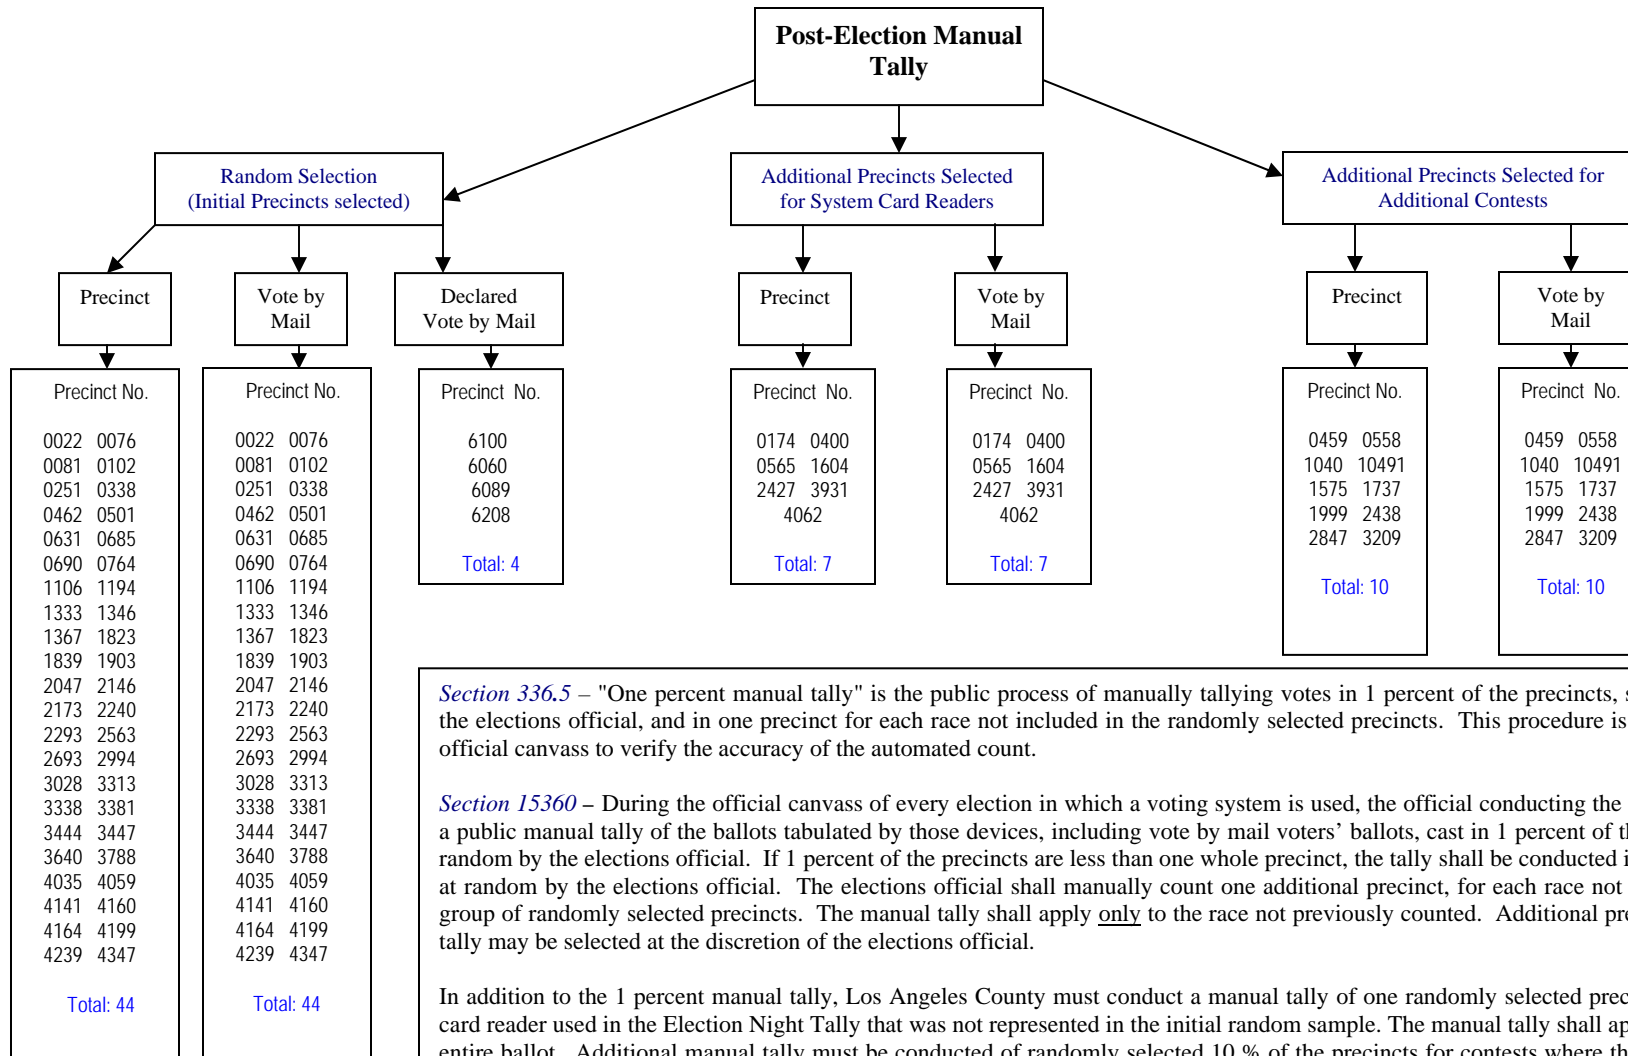 Post-Election Manual
Tally
Random Selection
(Initial Precincts selected)
Additional Precincts Selected
for System Card Readers
Additional Precincts Selected for
Additional Contests
Precinct
Vote by
Mail
Declared
Vote by Mail
Precinct
Vote by
Mail
Precinct
Vote by
Mail
Precinct No.
0022 0076
0081 0102
0251 0338
0462 0501
0631 0685
0690 0764
1106 1194
1333 1346
1367 1823
1839 1903
2047 2146
2173 2240
2293 2563
2693 2994
3028 3313
3338 3381
3444 3447
3640 3788
4035 4059
4141 4160
4164 4199
4239 4347
Total: 44
Precinct No.
0022 0076
0081 0102
0251 0338
0462 0501
0631 0685
0690 0764
1106 1194
1333 1346
1367 1823
1839 1903
2047 2146
2173 2240
2293 2563
2693 2994
3028 3313
3338 3381
3444 3447
3640 3788
4035 4059
4141 4160
4164 4199
4239 4347
Total: 44
Precinct No.
6100
6060
6089
6208
Total: 4
Precinct No.
0174 0400
0565 1604
2427 3931
4062
Total: 7
Precinct No.
0174 0400
0565 1604
2427 3931
4062
Total: 7
Precinct No.
0459 0558
1040 10491
1575 1737
1999 2438
2847 3209
Total: 10
Precinct No.
0459 0558
1040 10491
1575 1737
1999 2438
2847 3209
Total: 10
Section 336.5 – "One percent manual tally" is the public process of manually tallying votes in 1 percent of the precincts,
the elections official, and in one precinct for each race not included in the randomly selected precincts. This procedure is
official canvass to verify the accuracy of the automated count.
Section 15360 – During the official canvass of every election in which a voting system is used, the official conducting the
a public manual tally of the ballots tabulated by those devices, including vote by mail voters' ballots, cast in 1 percent of
random by the elections official. If 1 percent of the precincts are less than one whole precinct, the tally shall be conducted
at random by the elections official. The elections official shall manually count one additional precinct, for each race not
group of randomly selected precincts. The manual tally shall apply only to the race not previously counted. Additional
tally may be selected at the discretion of the elections official.
In addition to the 1 percent manual tally, Los Angeles County must conduct a manual tally of one randomly selected
card reader used in the Election Night Tally that was not represented in the initial random sample. The manual tally shall
entire ballot. Additional manual tally must be conducted of randomly selected 10 % of the precincts for contests where